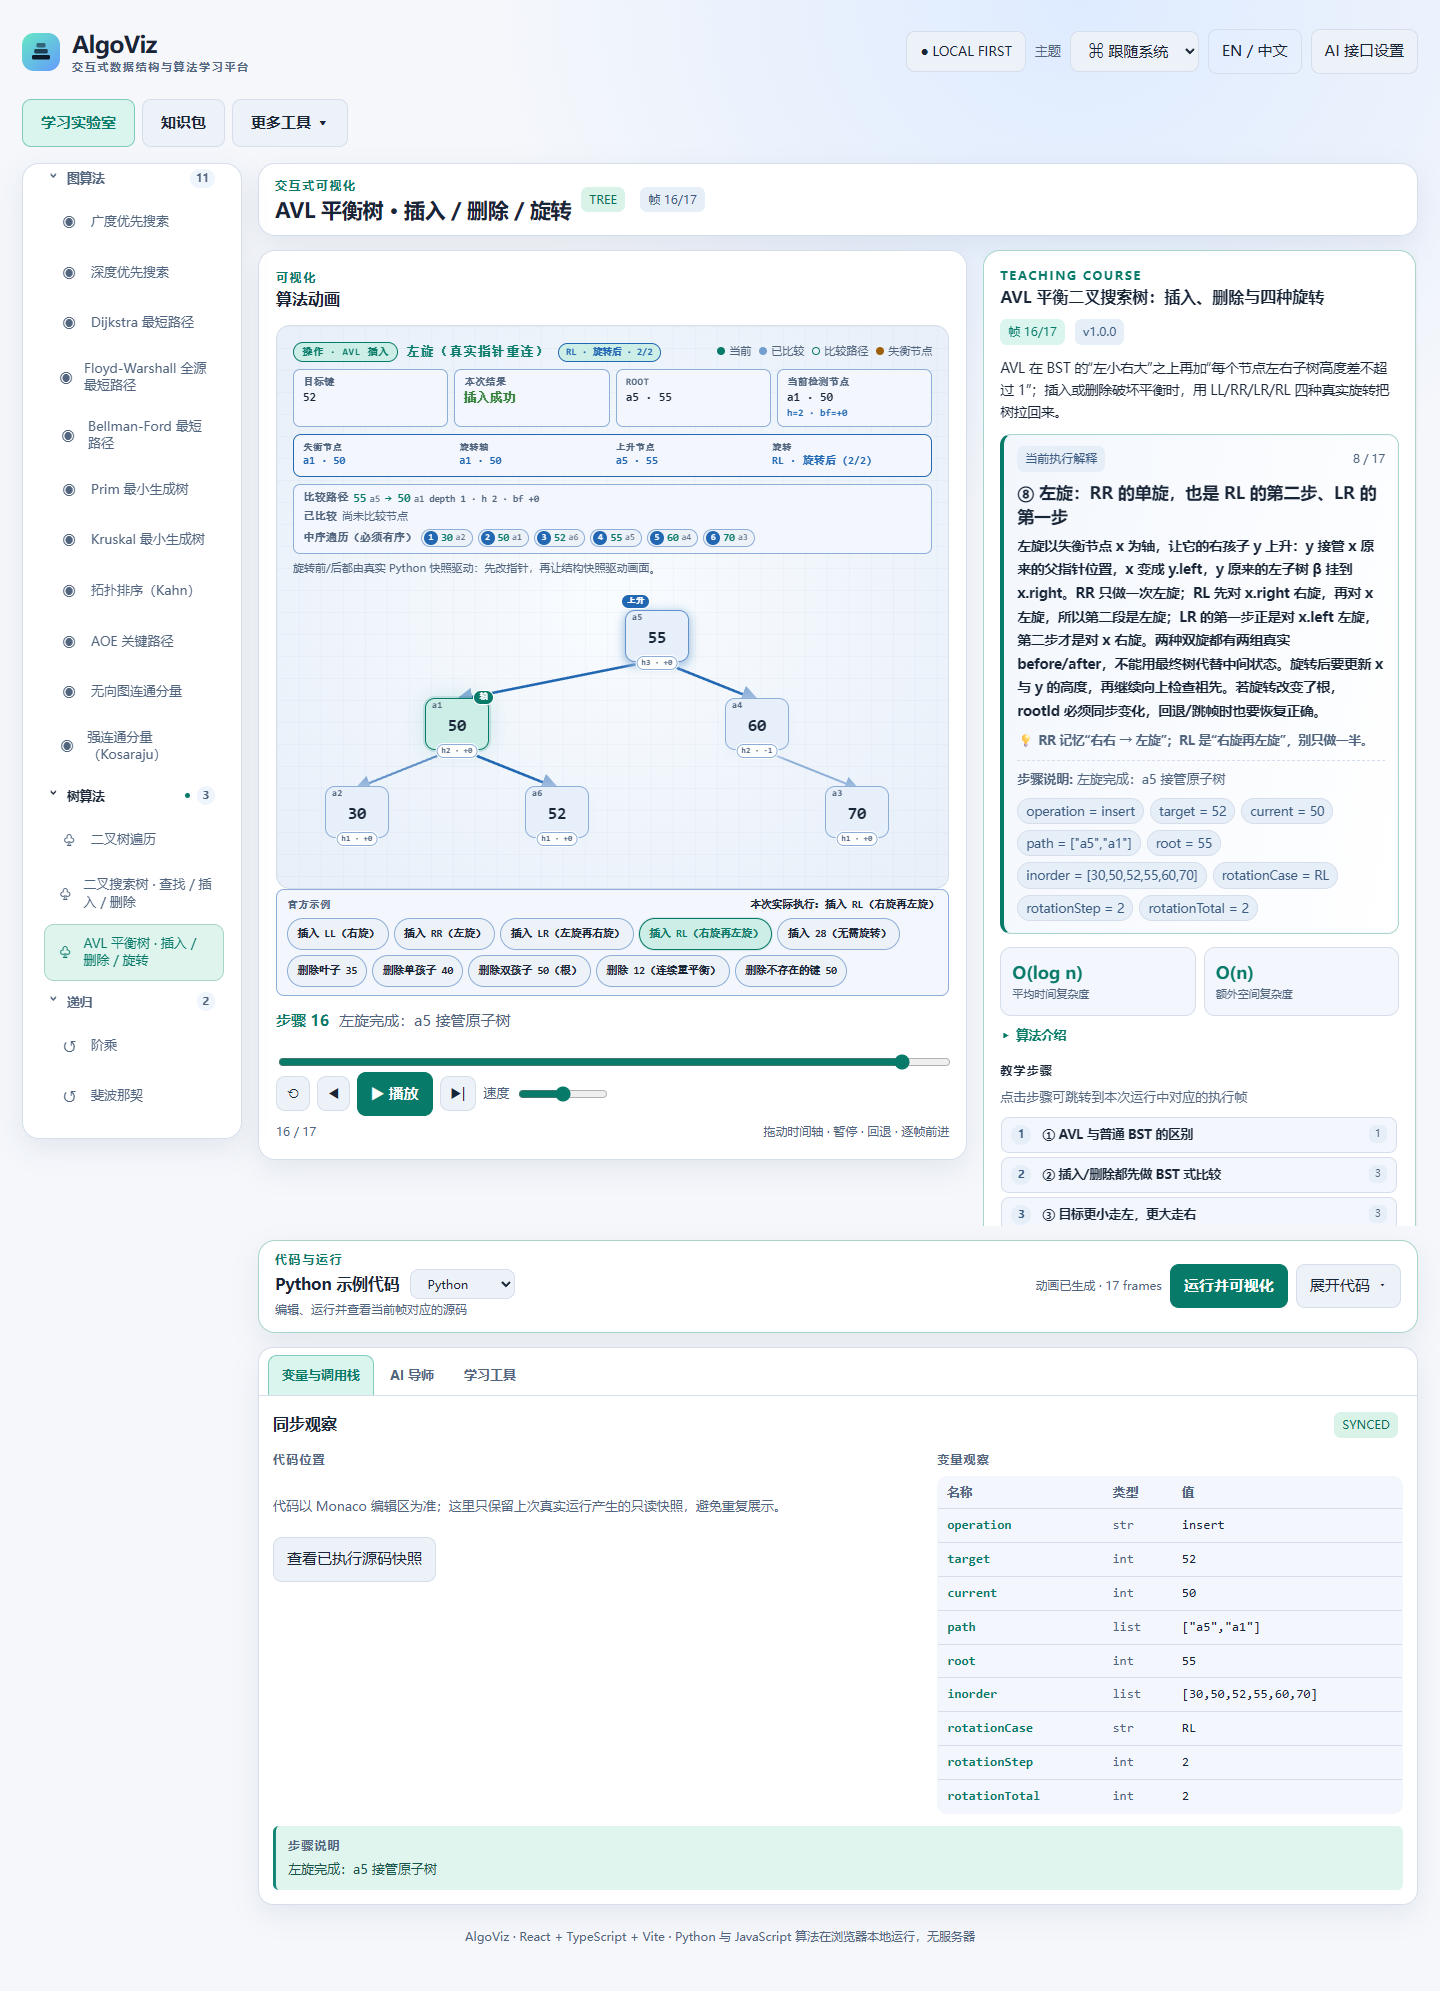 AlgoViz
交互式数据结构与算法学习平台
● LOCAL FIRST
主题
⌘ 跟随系统
EN / 中文
AI 接口设置
学习实验室
知识包
更多工具 ▾
图算法 11
广度优先搜索
深度优先搜索
Dijkstra 最短路径
Floyd-Warshall 全源
最短路径
Bellman-Ford 最短
路径
Prim 最小生成树
Kruskal 最小生成树
拓扑排序（Kahn）
AOE 关键路径
无向图连通分量
强连通分量
（Kosaraju）
树算法 • 3
二叉树遍历
二叉搜索树 · 查找 / 插
入 / 删除
AVL 平衡树 · 插入 /
删除 / 旋转
递归 2
阶乘
斐波那契
交互式可视化
AVL 平衡树 • 插入 / 删除 / 旋转
TREE
帧 16/17
可视化
算法动画
操作 · AVL 插入
左旋（真实指针重连）
RL · 旋转后 · 2/2
当前 已比较 比较路径 失衡节点
目标键
52
本次结果
插入成功
ROOT
a5 · 55
当前检测节点
a1 · 50
h=2 · bf=+0
失衡节点
a1 · 50
旋转轴
a1 · 50
上升节点
a5 · 55
旋转
RL · 旋转后 (2/2)
比较路径 55 a5 → 50 a1 depth 1 · h 2 · bf +0
已比较 尚未比较节点
中序遍历（必须有序） 1 30 a2 2 50 a1 3 52 a6 4 55 a5 5 60 a4 6 70 a3
旋转前/后都由真实 Python 快照驱动：先改指针，再让结构快照驱动画面。
上升
a5
55
h3 · +0
轴
a1
50
h2 · +0
a4
60
h2 · -1
a2
30
h1 · +0
a6
52
h1 · +0
a3
70
h1 · +0
官方示例
本次实际执行：插入 RL（右旋再左旋）
插入 LL（右旋）
插入 RR（左旋）
插入 LR（左旋再右旋）
插入 RL（右旋再左旋）
插入 28（无需旋转）
删除叶子 35
删除单孩子 40
删除双孩子 50（根）
删除 12（连续重平衡）
删除不存在的键 50
步骤 16 左旋完成：a5 接管原子树
▶ 播放
速度
16 / 17
拖动时间轴 · 暂停 · 回退 · 逐帧前进
TEACHING COURSE
AVL 平衡二叉搜索树：插入、删除与四种旋转
帧 16/17
v1.0.0
AVL 在 BST 的“左小右大”之上再加“每个节点左右子树高度差不超
过 1”；插入或删除破坏平衡时，用 LL/RR/LR/RL 四种真实旋转把
树拉回来。
当前执行解释
8 / 17
⑧ 左旋：RR 的单旋，也是 RL 的第二步、LR 的
第一步
左旋以失衡节点 x 为轴，让它的右孩子 y 上升：y 接管 x 原
来的父指针位置，x 变成 y.left，y 原来的左子树 β 挂到
x.right。RR 只做一次左旋；RL 先对 x.right 右旋，再对 x
左旋，所以第二段是左旋；LR 的第一步正是对 x.left 左旋，
第二步才是对 x 右旋。两种双旋都有两组真实
before/after，不能用最终树代替中间状态。旋转后要更新 x
与 y 的高度，再继续向上检查祖先。若旋转改变了根，
rootId 必须同步变化，回退/跳帧时也要恢复正确。
💡 RR 记忆“右右 → 左旋”；RL 是“右旋再左旋”，别只做一半。
步骤说明: 左旋完成：a5 接管原子树
operation = insert
target = 52
current = 50
path = ["a5","a1"]
root = 55
inorder = [30,50,52,55,60,70]
rotationCase = RL
rotationStep = 2
rotationTotal = 2
O(log n)
平均时间复杂度
O(n)
额外空间复杂度
▸ 算法介绍
教学步骤
点击步骤可跳转到本次运行中对应的执行帧
1 ① AVL 与普通 BST 的区别 1
2 ② 插入/删除都先做 BST 式比较 3
3 ③ 目标更小走左，更大走右 3
代码与运行
Python 示例代码
Python
编辑、运行并查看当前帧对应的源码
动画已生成 · 17 frames
运行并可视化
展开代码
变量与调用栈
AI 导师
学习工具
同步观察
SYNCED
代码位置
代码以 Monaco 编辑区为准；这里只保留上次真实运行产生的只读快照，避免重复展示。
查看已执行源码快照
变量观察
名称 类型 值
operation str insert
target int 52
current int 50
path list ["a5","a1"]
root int 55
inorder list [30,50,52,55,60,70]
rotationCase str RL
rotationStep int 2
rotationTotal int 2
步骤说明
左旋完成：a5 接管原子树
AlgoViz · React + TypeScript + Vite · Python 与 JavaScript 算法在浏览器本地运行，无服务器